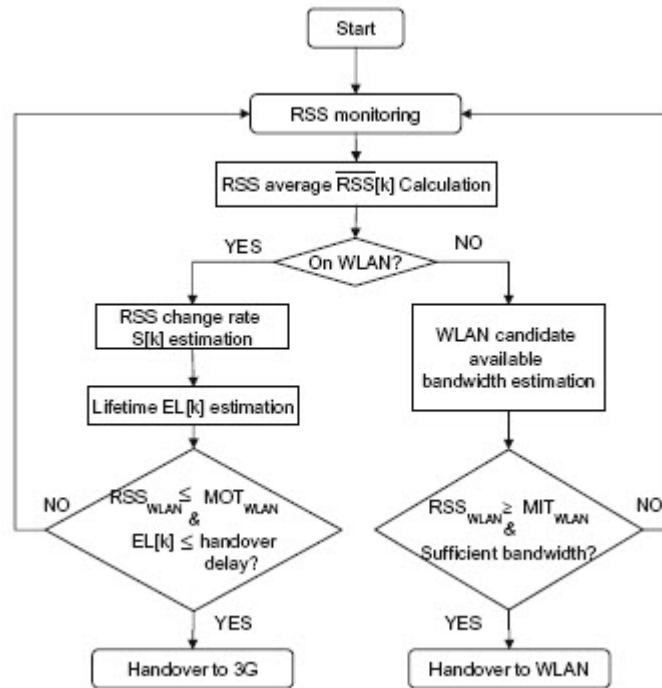 Start
RSS monitoring
RSS average R̅S̅S̅[k] Calculation
YES
NO
On WLAN?
RSS change rate
S[k] estimation
WLAN candidate
available
bandwidth estimation
Lifetime EL[k] estimation
NO
RSS_WLAN ≤ MOT_WLAN
&
EL[k] ≤ handover
delay?
RSS_WLAN ≥ MIT_WLAN
&
Sufficient bandwidth?
NO
YES
YES
Handover to 3G
Handover to WLAN